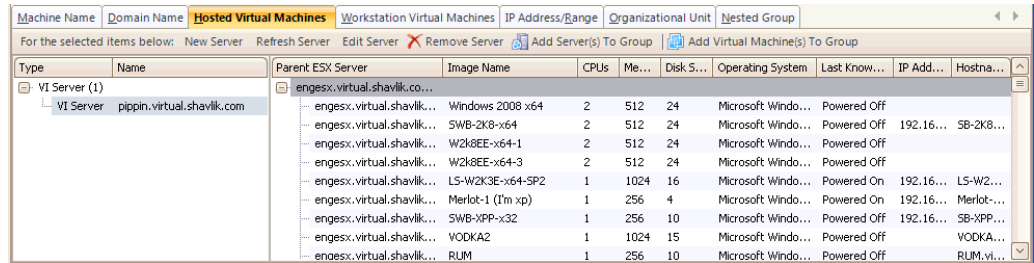 Machine Name Domain Name Hosted Virtual Machines Workstation Virtual Machines IP Address/Range Organizational Unit Nested Group
For the selected items below: New Server Refresh Server Edit Server Remove Server Add Server(s) To Group Add Virtual Machine(s) To Group
Type Name Parent ESX Server Image Name CPUs Me... Disk S... Operating System Last Know... IP Add... Hostna...
VI Server (1) engesx.virtual.shavlik.co...
VI Server pippin.virtual.shavlik.com engesx.virtual.shavlik... Windows 2008 x64 2 512 24 Microsoft Windo... Powered Off
engesx.virtual.shavlik... SWB-2K8-x64 2 512 24 Microsoft Windo... Powered Off 192.16... SB-2K8...
engesx.virtual.shavlik... W2k8EE-x64-1 2 512 24 Microsoft Windo... Powered Off
engesx.virtual.shavlik... W2k8EE-x64-3 2 512 24 Microsoft Windo... Powered Off
engesx.virtual.shavlik... LS-W2K3E-x64-SP2 1 1024 16 Microsoft Windo... Powered On 192.16... LS-W2...
engesx.virtual.shavlik... Merlot-1 (I'm xp) 1 256 4 Microsoft Windo... Powered On 192.16... Merlot-...
engesx.virtual.shavlik... SWB-XPP-x32 1 256 10 Microsoft Windo... Powered Off 192.16... SB-XPP...
engesx.virtual.shavlik... VODKA2 1 1024 15 Microsoft Windo... Powered Off VODKA...
engesx.virtual.shavlik... RUM 1 256 10 Microsoft Windo... Powered Off RUM.vi...